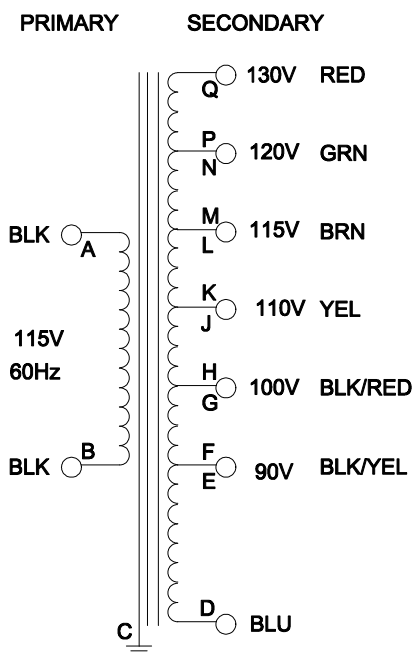 PRIMARY SECONDARY
Q 130V RED
P
N 120V GRN
M
L 115V BRN
BLK A
K
J 110V YEL
115V
60Hz
H
G 100V BLK/RED
BLK B
F
E 90V BLK/YEL
D BLU
C